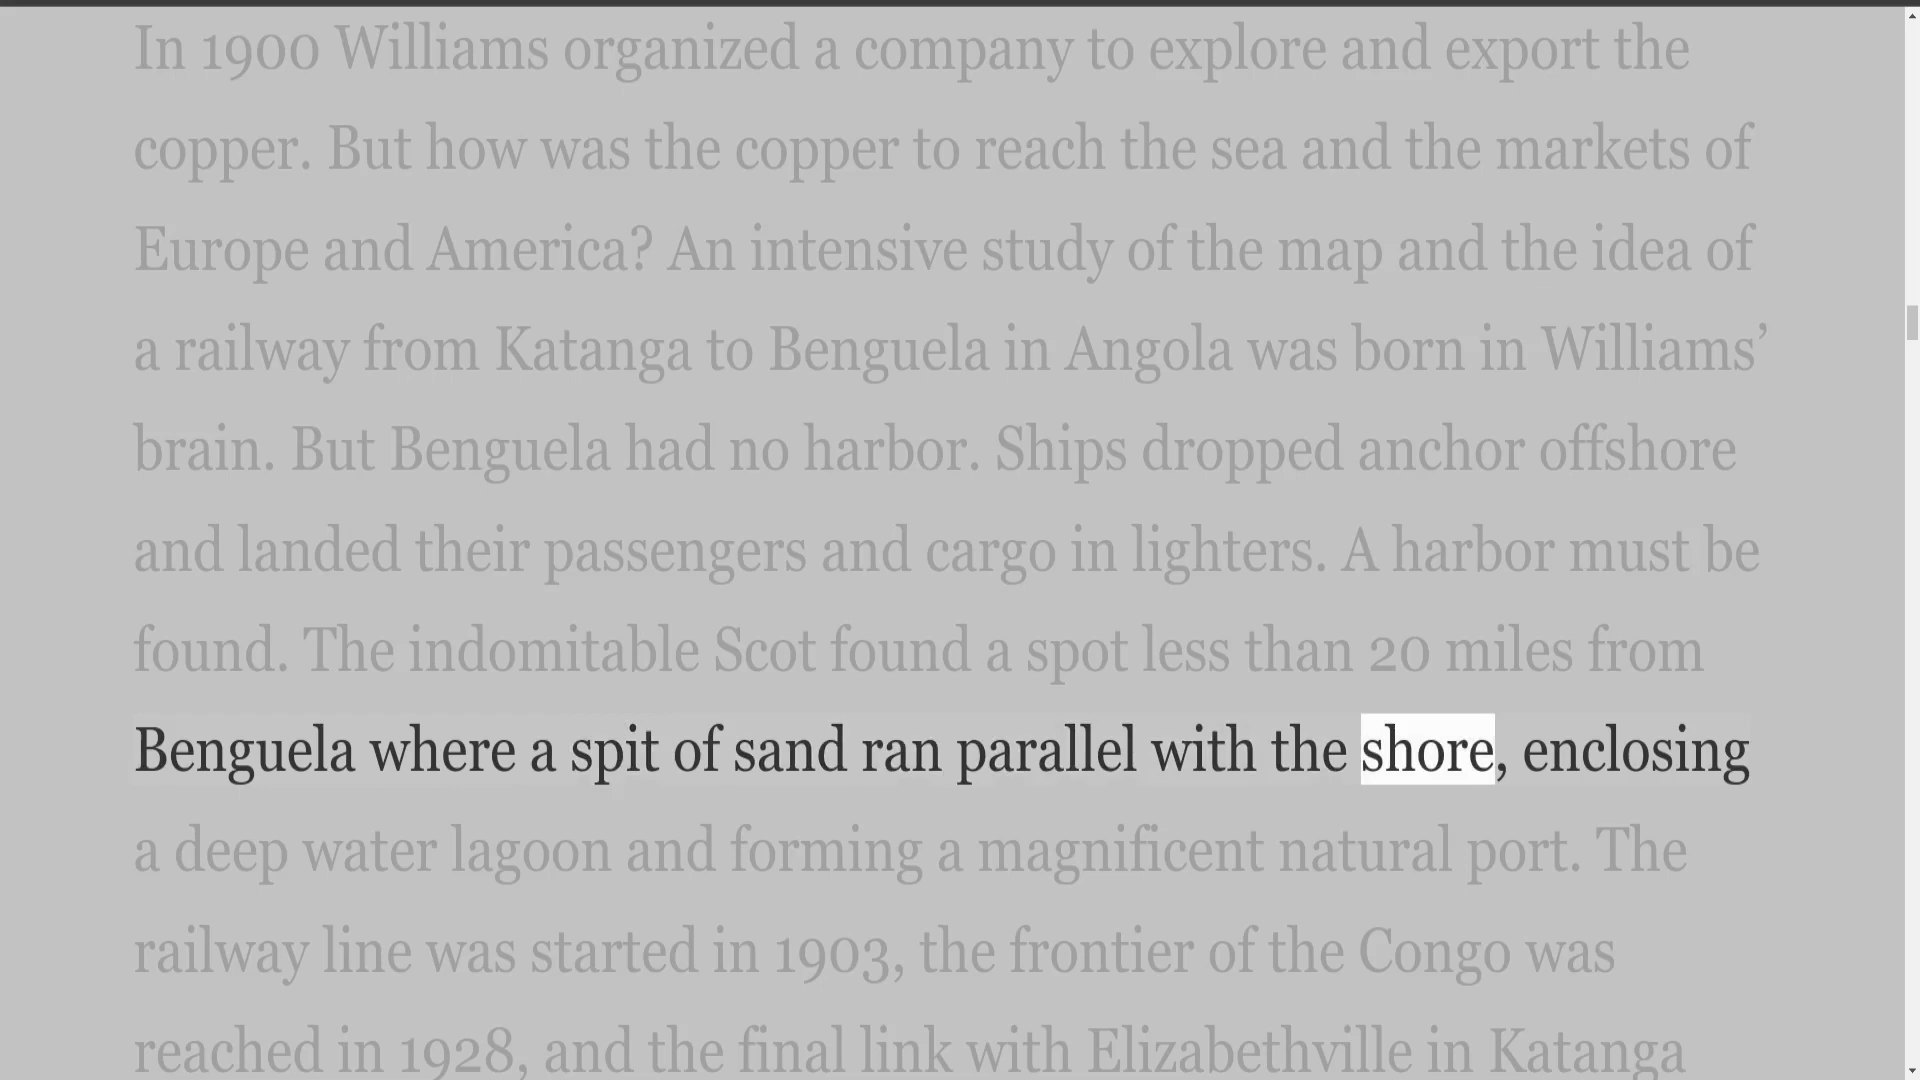 In 1900 Williams organized a company to explore and export the
copper. But how was the copper to reach the sea and the markets of
Europe and America? An intensive study of the map and the idea of
a railway from Katanga to Benguela in Angola was born in Williams’
brain. But Benguela had no harbor. Ships dropped anchor offshore
and landed their passengers and cargo in lighters. A harbor must be
found. The indomitable Scot found a spot less than 20 miles from
Benguela where a spit of sand ran parallel with the shore, enclosing
a deep water lagoon and forming a magnificent natural port. The
railway line was started in 1903, the frontier of the Congo was
reached in 1928, and the final link with Elizabethville in Katanga